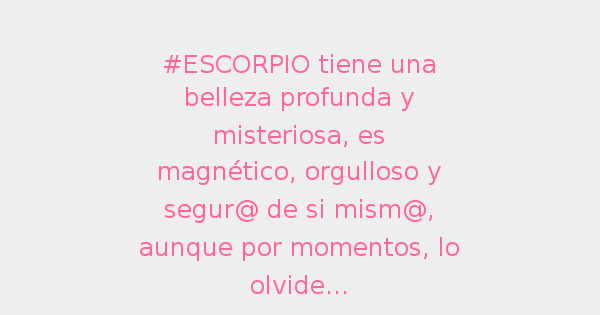 #ESCORPIO tiene una
belleza profunda y
misteriosa, es
magnético, orgulloso y
segur@ de si mism@,
aunque por momentos, lo
olvide...